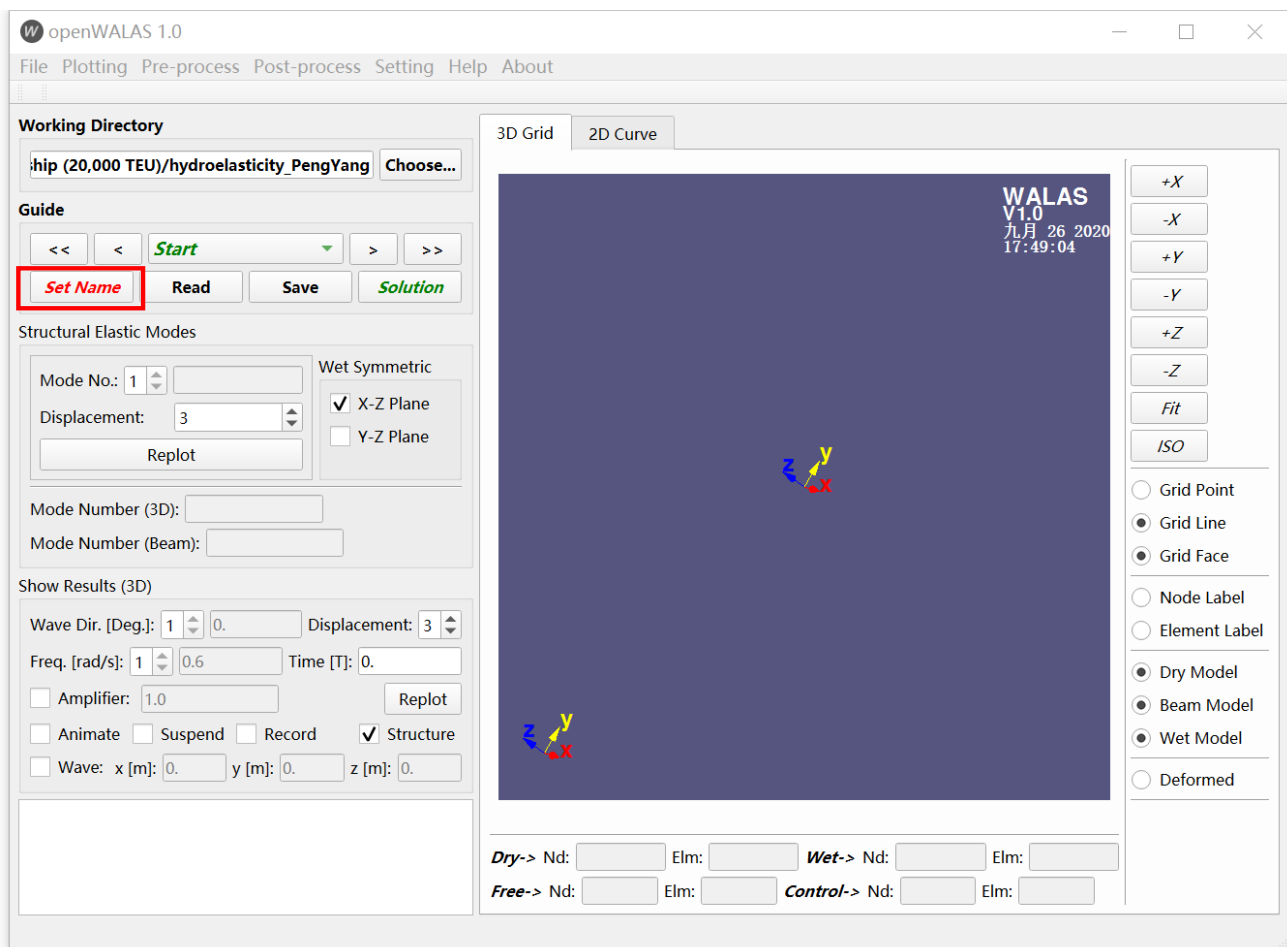 openWALAS 1.0
File Plotting Pre-process Post-process Setting Help About
Working Directory
ship (20,000 TEU)/hydroelasticity_PengYang Choose...
Guide
<< < Start > >>
Set Name Read Save Solution
Structural Elastic Modes
Mode No.: 1
Displacement: 3
Replot
Wet Symmetric
X-Z Plane
Y-Z Plane
Mode Number (3D):
Mode Number (Beam):
Show Results (3D)
Wave Dir. [Deg.]: 1 0. Displacement: 3
Freq. [rad/s]: 1 0.6 Time [T]: 0.
Amplifier: 1.0 Replot
Animate Suspend Record Structure
Wave: x [m]: 0. y [m]: 0. z [m]: 0.
3D Grid 2D Curve
WALAS
V1.0
九月 26 2020
17:49:04
z y x
z y x
Dry-> Nd: Elm: Wet-> Nd: Elm:
Free-> Nd: Elm: Control-> Nd: Elm:
+X
-X
+Y
-Y
+Z
-Z
Fit
ISO
Grid Point
Grid Line
Grid Face
Node Label
Element Label
Dry Model
Beam Model
Wet Model
Deformed